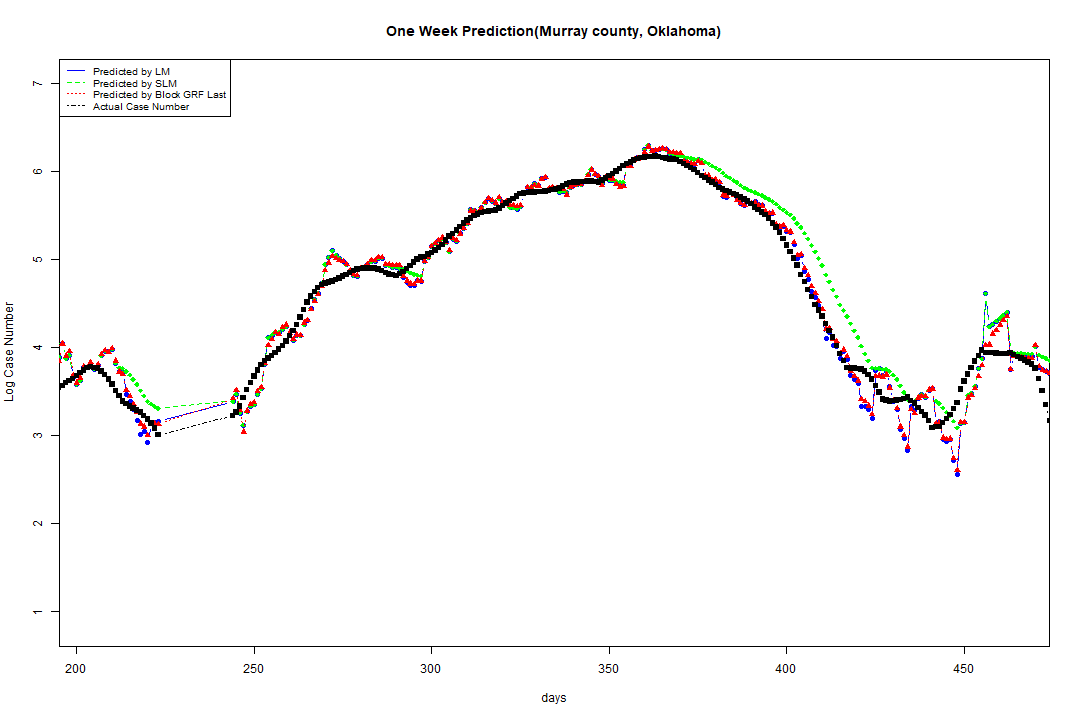 One Week Prediction(Murray county, Oklahoma)
Predicted by LM
Predicted by SLM
Predicted by Block GRF Last
Actual Case Number
7
6
5
4
3
2
1
Log Case Number
200 250 300 350 400 450
days